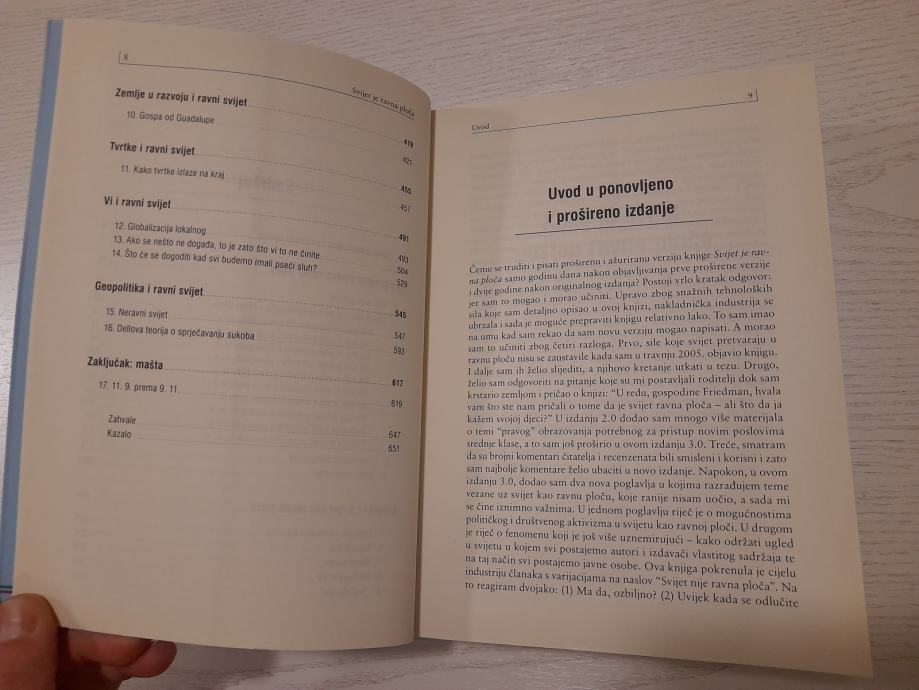 8
Svijet je ravna ploča
Zemlje u razvoju i ravni svijet 419
10. Gospa od Guadalupe 421
Tvrtke i ravni svijet 455
11. Kako tvrtke izlaze na kraj 457
Vi i ravni svijet 491
12. Globalizacija lokalnog 493
13. Ako se nešto ne događa, to je zato što vi to ne činite 504
14. Što će se dogoditi kad svi budemo imali pseći sluh? 529
Geopolitika i ravni svijet 545
15. Neravni svijet 547
16. Dellova teorija o sprječavanju sukoba 593
Zaključak: mašta 617
17. 11. 9. prema 9. 11. 619
Zahvale 647
Kazalo 651
Uvod
9
Uvod u ponovljeno
i prošireno izdanje
Čemu se truditi i pisati proširenu i ažuriranu verziju knjige Svijet je rav-
na ploča samo godinu dana nakon objavljivanja prve proširene verzije
i dvije godine nakon originalnog izdanja? Postoji vrlo kratak odgovor:
jer sam to mogao i morao učiniti. Upravo zbog snažnih tehnoloških
sila koje sam detaljno opisao u ovoj knjizi, nakladnička industrija se
ubrzala i sada je moguće prepraviti knjigu relativno lako. To sam imao
na umu kad sam rekao da sam novu verziju mogao napisati. A morao
sam to učiniti zbog četiri razloga. Prvo, sile koje svijet pretvaraju u
ravnu ploču nisu se zaustavile kada sam u travnju 2005. objavio knjigu.
I dalje sam ih želio slijediti, a njihovo kretanje utkati u tezu. Drugo,
želio sam odgovoriti na pitanje koje su mi postavljali roditelji dok sam
krstario zemljom i pričao o knjizi: “U redu, gospodine Friedman, hvala
vam što ste nam pričali o tome da je svijet ravna ploča – ali što da ja
kažem svojoj djeci?” U izdanju 2.0 dodao sam mnogo više materijala
o temi “pravog” obrazovanja potrebnog za pristup novim poslovima
srednje klase, a to sam još proširio u ovom izdanju 3.0. Treće, smatram
da su brojni komentari čitatelja i recenzenata bili smisleni i korisni i zato
sam najbolje komentare želio ubaciti u novo izdanje. Napokon, u ovom
izdanju 3.0, dodao sam dva nova poglavlja u kojima razrađujem teme
vezane uz svijet kao ravnu ploču, koje ranije nisam uočio, a sada mi
se čine iznimno važnima. U jednom poglavlju riječ je o mogućnostima
političkog i društvenog aktivizma u svijetu kao ravnoj ploči. U drugom
je riječ o fenomenu koji je još više uznemirujući – kako održati ugled
u svijetu u kojem svi postajemo autori i izdavači vlastitog sadržaja te
na taj način svi postajemo javne osobe. Ova knjiga pokrenula je cijelu
industriju članaka s varijacijama na naslov “Svijet nije ravna ploča”. Na
to reagiram dvojako: (1) Ma da, ozbiljno? (2) Uvijek kada se odlučite